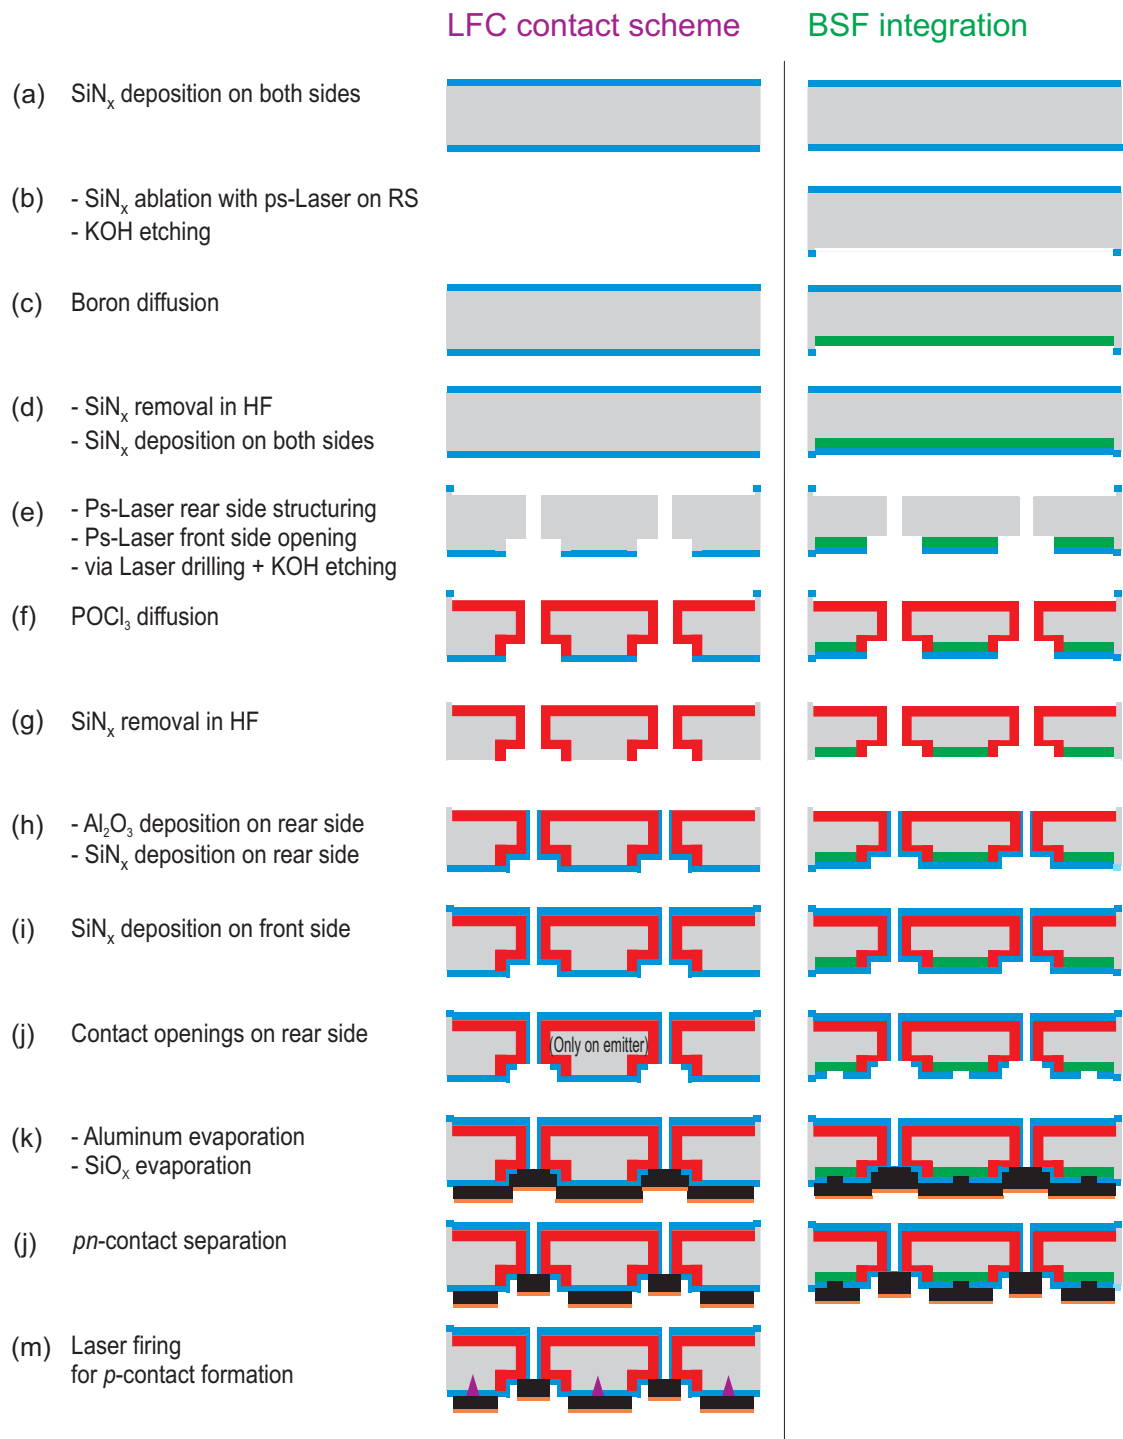 LFC contact scheme
BSF integration
(a) SiNx deposition on both sides
(b) - SiNx ablation with ps-Laser on RS
- KOH etching
(c) Boron diffusion
(d) - SiNx removal in HF
- SiNx deposition on both sides
(e) - Ps-Laser rear side structuring
- Ps-Laser front side opening
- via Laser drilling + KOH etching
(f) POCl3 diffusion
(g) SiNx removal in HF
(h) - Al2O3 deposition on rear side
- SiNx deposition on rear side
(i) SiNx deposition on front side
(j) Contact openings on rear side
(Only on emitter)
(k) - Aluminum evaporation
- SiOx evaporation
(j) pn-contact separation
(m) Laser firing
for p-contact formation